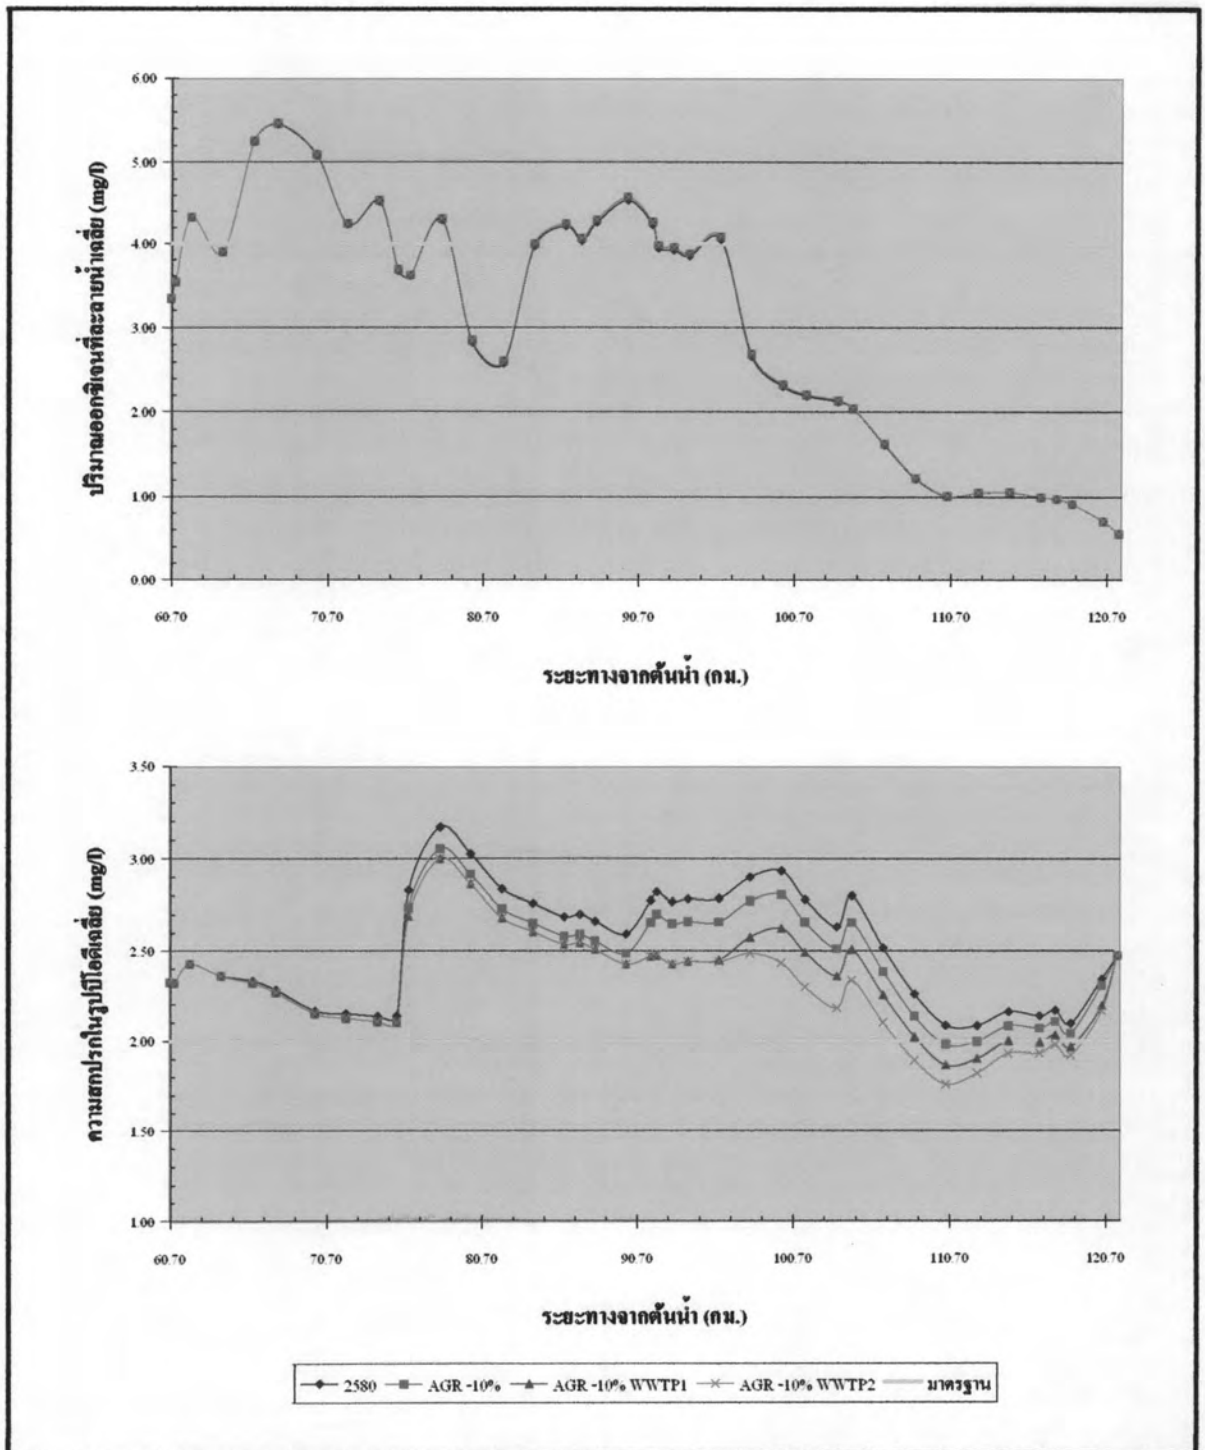 ปริมาณออกซิเจนที่ละลายน้ำเฉลี่ย (mg/l)
6.00
5.00
4.00
3.00
2.00
1.00
0.00
60.70 70.70 80.70 90.70 100.70 110.70 120.70
ระยะทางจากต้นน้ำ (กม.)
ความสกปรกในรูปบีโอดีเฉลี่ย (mg/l)
3.50
3.00
2.50
2.00
1.50
1.00
60.70 70.70 80.70 90.70 100.70 110.70 120.70
ระยะทางจากต้นน้ำ (กม.)
2580 AGR -10% AGR -10% WWTP1 AGR -10% WWTP2 มาตรฐาน